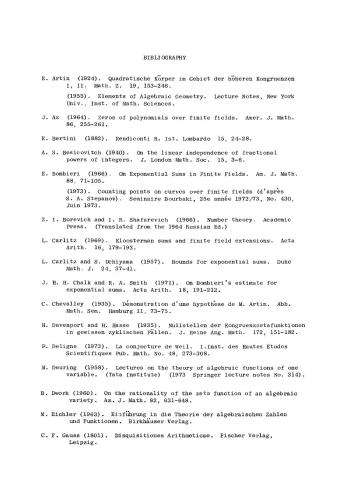 BIBLIOGRAPHY
E. Artin (1924). Quadratische Körper im Gebiet der höheren Kongruenzen
I, II. Math. Z. 19, 153-246.
(1955). Elements of Algebraic Geometry. Lecture Notes, New York
Univ., Inst. of Math. Sciences.
J. Ax (1964). Zeros of polynomials over finite fields. Amer. J. Math.
86, 255-261.
E. Bertini (1882). Rendiconti R. Ist. Lombardo 15, 24-28.
A. S. Besicovitch (1940). On the linear independence of fractional
powers of integers. J. London Math. Soc. 15, 3-6.
E. Bombieri (1966). On Exponential Sums in Finite Fields. Am. J. Math.
88, 71-105.
(1973). Counting points on curves over finite fields (d'après
S. A. Stepanov). Seminaire Bourbaki, 25e année 1972/73, No. 430,
Juin 1973.
Z. I. Borevich and I. R. Shafarevich (1966). Number theory. Academic
Press. (Translated from the 1964 Russian Ed.)
L. Carlitz (1969). Kloosterman sums and finite field extensions. Acta
Arith. 16, 179-193.
L. Carlitz and S. Uchiyama (1957). Bounds for exponential sums. Duke
Math. J. 24, 37-41.
J. H. H. Chalk and R. A. Smith (1971). On Bombieri's estimate for
exponential sums. Acta Arith. 18, 191-212.
C. Chevalley (1935). Démonstration d'une hypothèse de M. Artin. Abh.
Math. Sem. Hamburg II, 73-75.
H. Davenport and H. Hasse (1935). Nullstellen der Kongruenzzetafunktionen
in gewissen zyklischen Fällen. J. Reine Ang. Math. 172, 151-182.
P. Deligne (1973). La conjecture de Weil. I.Inst. des Hautes Etudes
Scientifiques Pub. Math. No. 48, 273-308.
M. Deuring (1958). Lectures on the theory of algebraic functions of one
variable. (Tata Institute) (1973 Springer lecture notes No. 314).
B. Dwork (1960). On the rationality of the zeta function of an algebraic
variety. Am. J. Math. 82, 631-648.
M. Eichler (1963). Einführung in die Theorie der algebraischen Zahlen
und Funktionen. Birkhäuser Verlag.
C. F. Gauss (1801). Disquisitiones Arithmeticae. Fischer Verlag,
Leipzig.